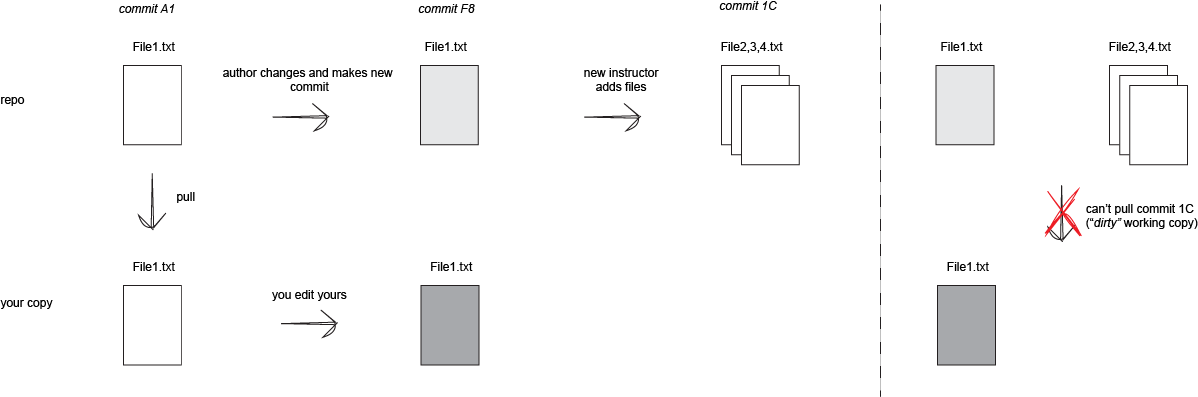 commit A1
commit F8
commit 1C
File1.txt
File1.txt
File2,3,4.txt
File1.txt
File2,3,4.txt
repo
author changes and makes new
commit
new instructor
adds files
pull
can't pull commit 1C
("dirty" working copy)
File1.txt
File1.txt
File1.txt
your copy
you edit yours